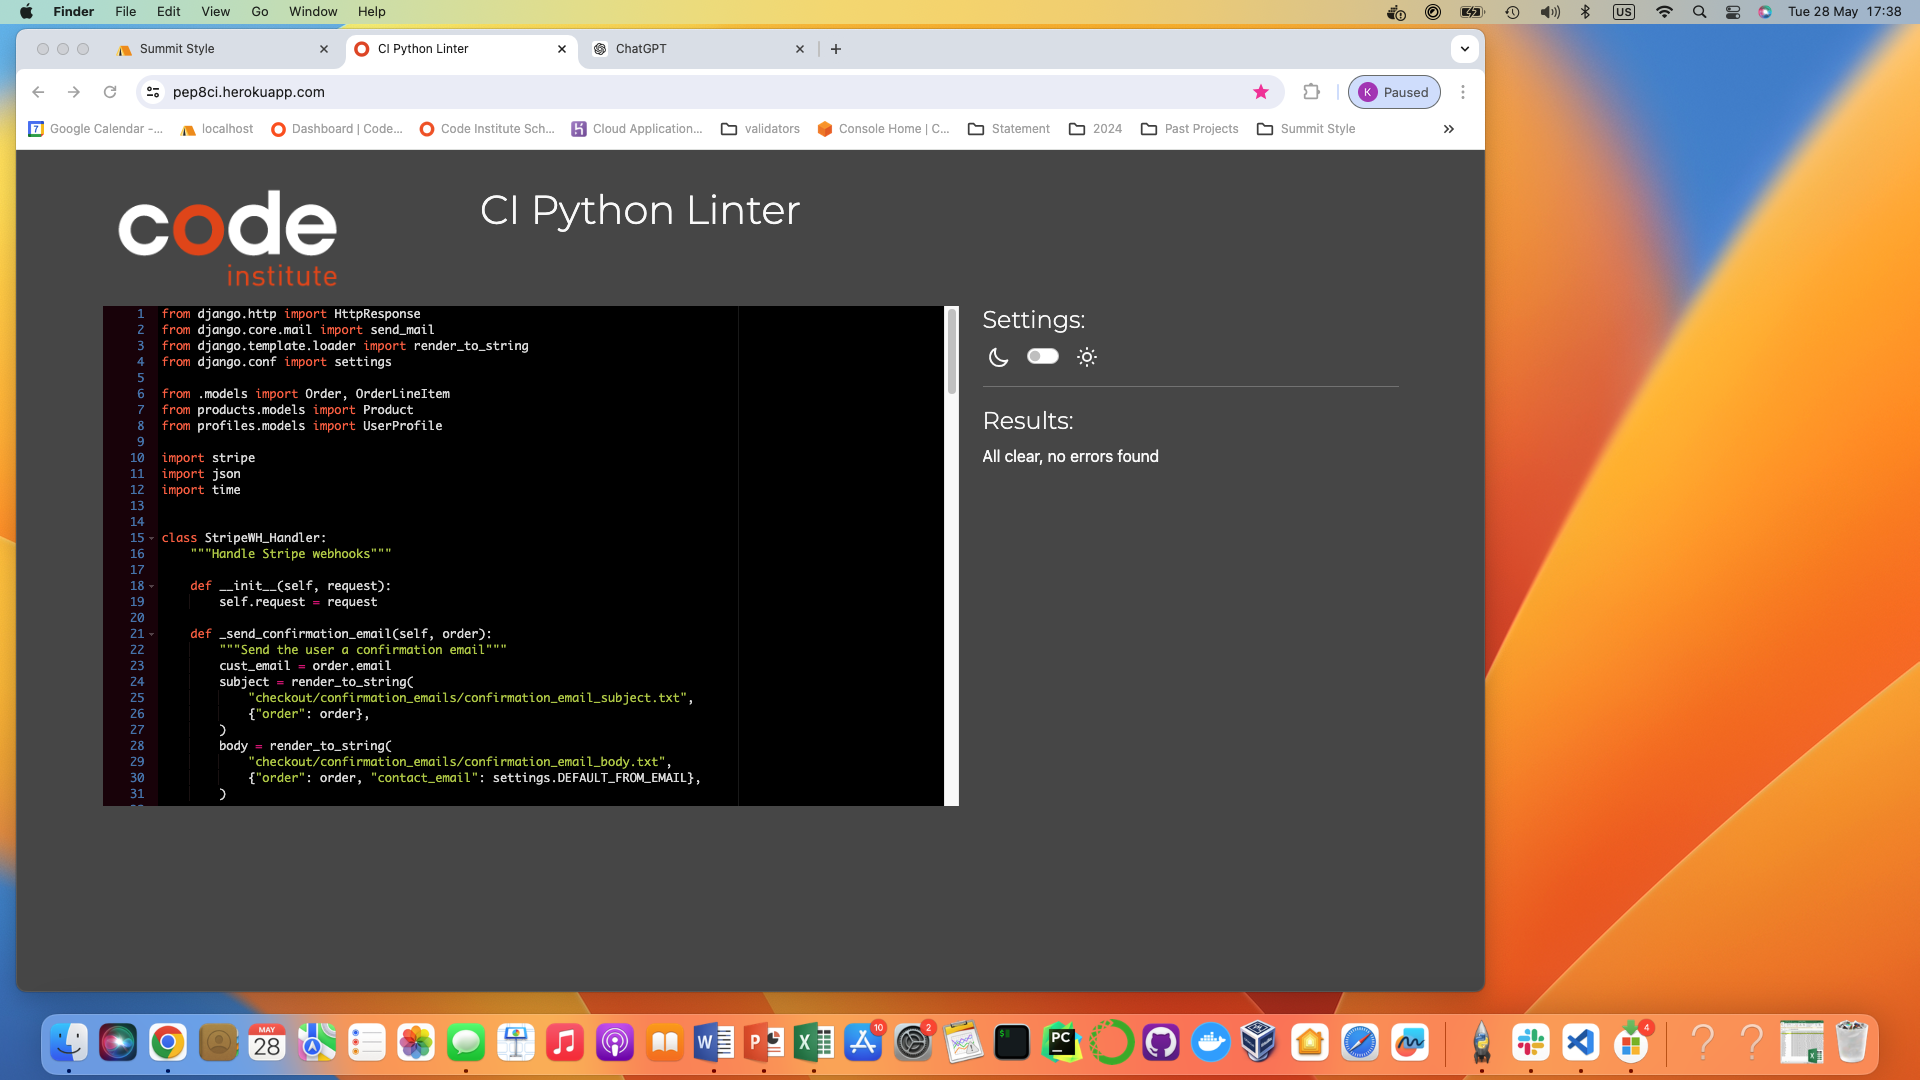 Finder File Edit View Go Window Help US Tue 28 May 17:38
Summit Style CI Python Linter ChatGPT
pep8ci.herokuapp.com K Paused
7 Google Calendar -... localhost Dashboard | Code... Code Institute Sch... Cloud Application... validators Console Home | C... Statement 2024 Past Projects Summit Style
code
institute
CI Python Linter
1 from django.http import HttpResponse
2 from django.core.mail import send_mail
3 from django.template.loader import render_to_string
4 from django.conf import settings
5
6 from .models import Order, OrderLineItem
7 from products.models import Product
8 from profiles.models import UserProfile
9
10 import stripe
11 import json
12 import time
13
14
15 class StripeWH_Handler:
16 """Handle Stripe webhooks"""
17
18 def __init__(self, request):
19 self.request = request
20
21 def _send_confirmation_email(self, order):
22 """Send the user a confirmation email"""
23 cust_email = order.email
24 subject = render_to_string(
25 "checkout/confirmation_emails/confirmation_email_subject.txt",
26 {"order": order},
27 )
28 body = render_to_string(
29 "checkout/confirmation_emails/confirmation_email_body.txt",
30 {"order": order, "contact_email": settings.DEFAULT_FROM_EMAIL},
31 )
Settings:
Results:
All clear, no errors found
MAY
28
W P X 10 2 PC 4